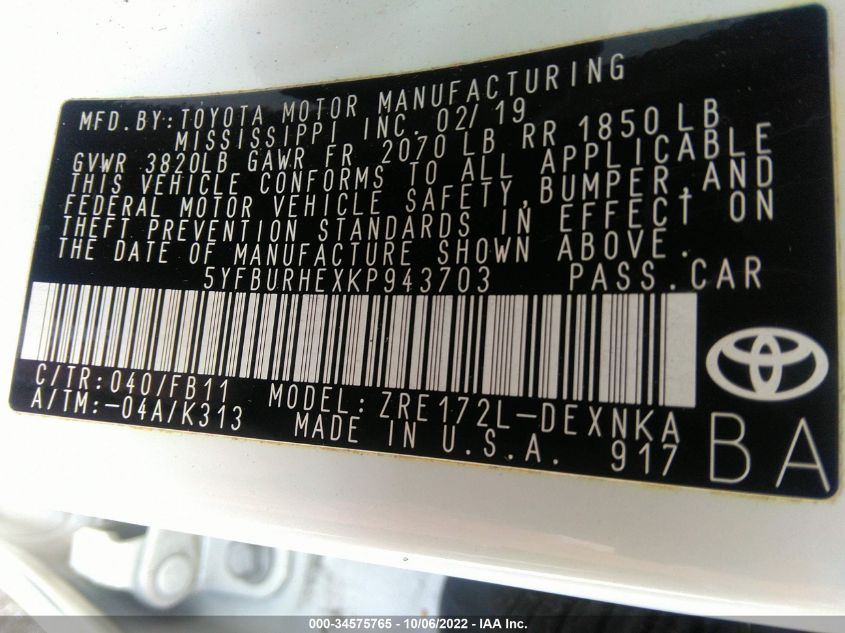 MFD. BY: TOYOTA MOTOR MANUFACTURING
MISSISSIPPI INC. 02/19
GVWR 3820LB GAWR FR 2070 LB RR 1850 LB
THIS VEHICLE CONFORMS TO ALL APPLICABLE
FEDERAL MOTOR VEHICLE SAFETY, BUMPER, AND
THEFT PREVENTION STANDARDS IN EFFECT ON
THE DATE OF MANUFACTURE SHOWN ABOVE.
5YFBURHEXKP943703 PASS. CAR
C/TR: 040/FB11 MODEL: ZRE172L-DEXNKA
A/TM:-04A/K313 MADE IN U.S.A. 917 BA
000-34575765 - 10/06/2022 - IAA Inc.